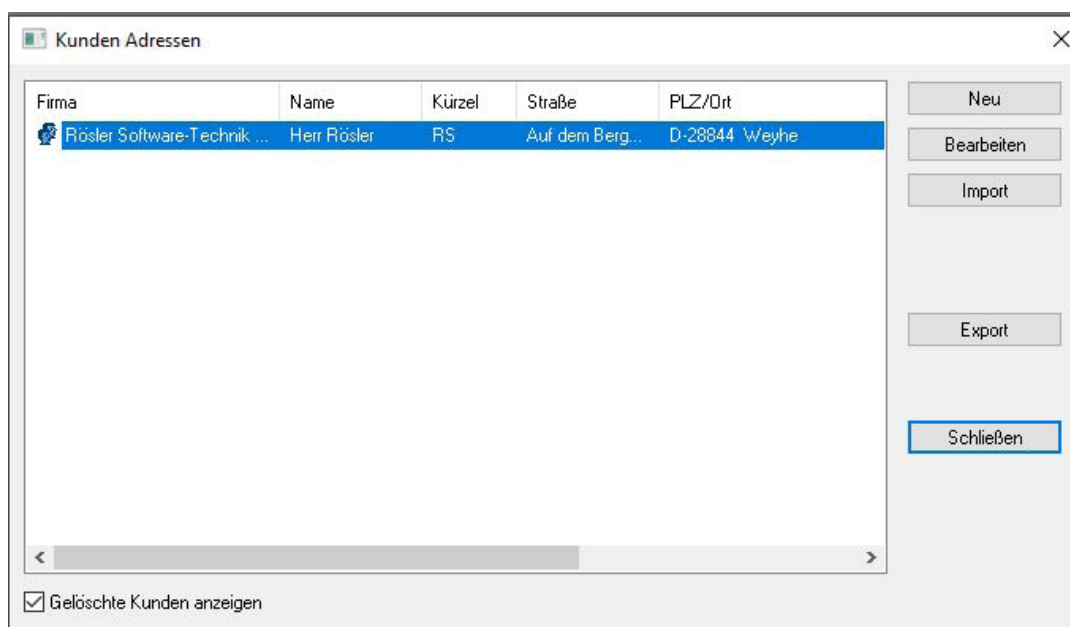 Kunden Adressen
Firma Name Kürzel Straße PLZ/Ort
Rösler Software-Technik ... Herr Rösler RS Auf dem Berg... D-28844 Weyhe
Neu
Bearbeiten
Import
Export
Schließen
Gelöschte Kunden anzeigen